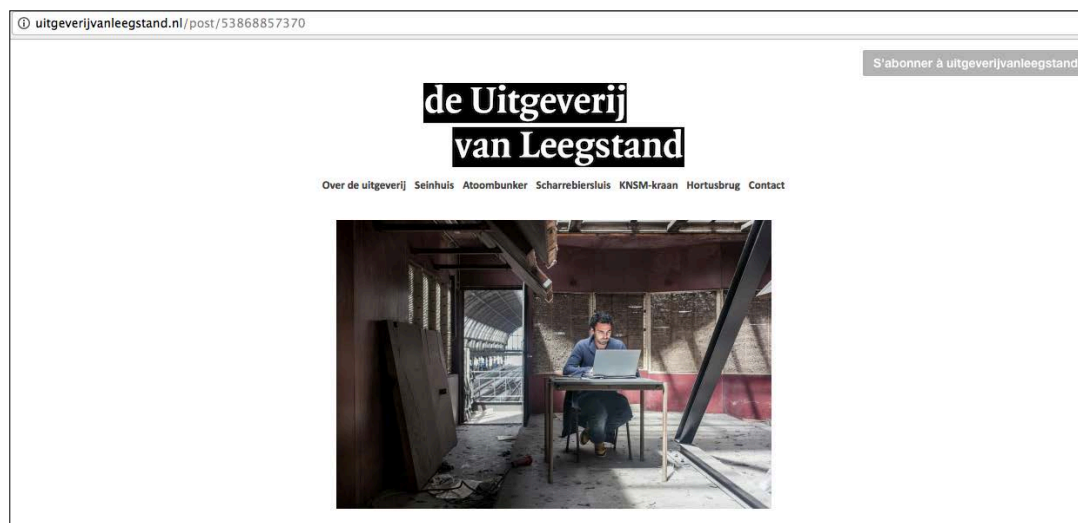 uitgeverijvanleegstand.nl/post/53868857370
S'abonner à uitgeverijvanleegstand
de Uitgeverij
van Leegstand
Over de uitgeverij Seinhuis Atoombunker Scharrebiersluis KNSM-kraan Hortusbrug Contact